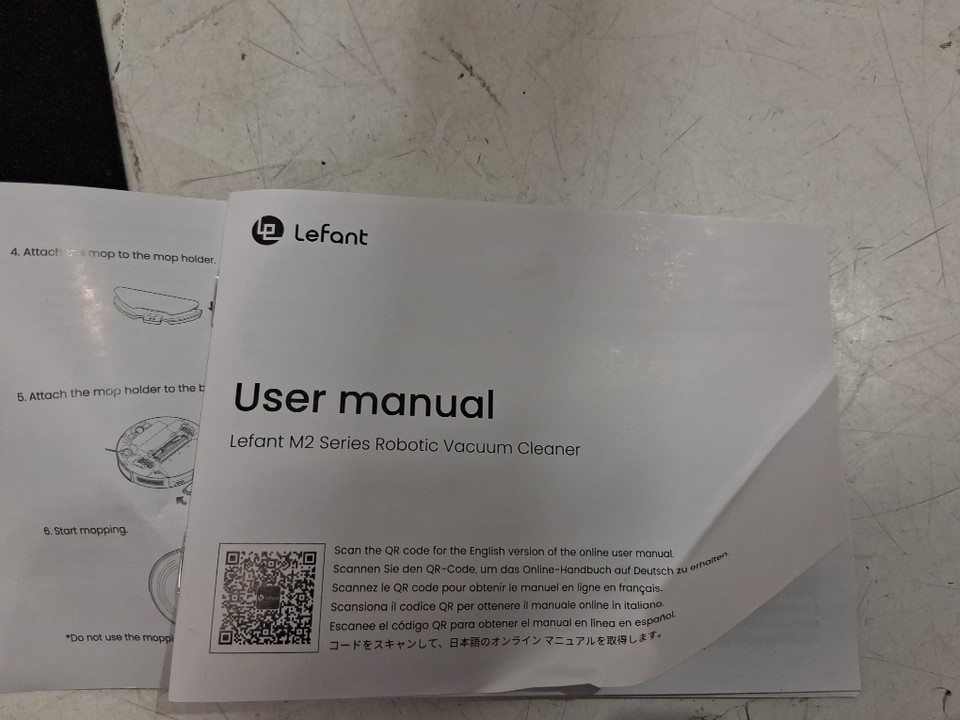 4. Attach the mop to the mop holder.
5. Attach the mop holder to the b
6. Start mopping.
*Do not use the moppi
Lefant
User manual
Lefant M2 Series Robotic Vacuum Cleaner
Scan the QR code for the English version of the online user manual.
Scannen Sie den QR-Code, um das Online-Handbuch auf Deutsch zu erhalten.
Scannez le QR code pour obtenir le manuel en ligne en français.
Scansiona il codice QR per ottenere il manuale online in italiano.
Escanee el código QR para obtener el manual en línea en español.
コードをスキャンして、日本語のオンライン マニュアルを取得します。